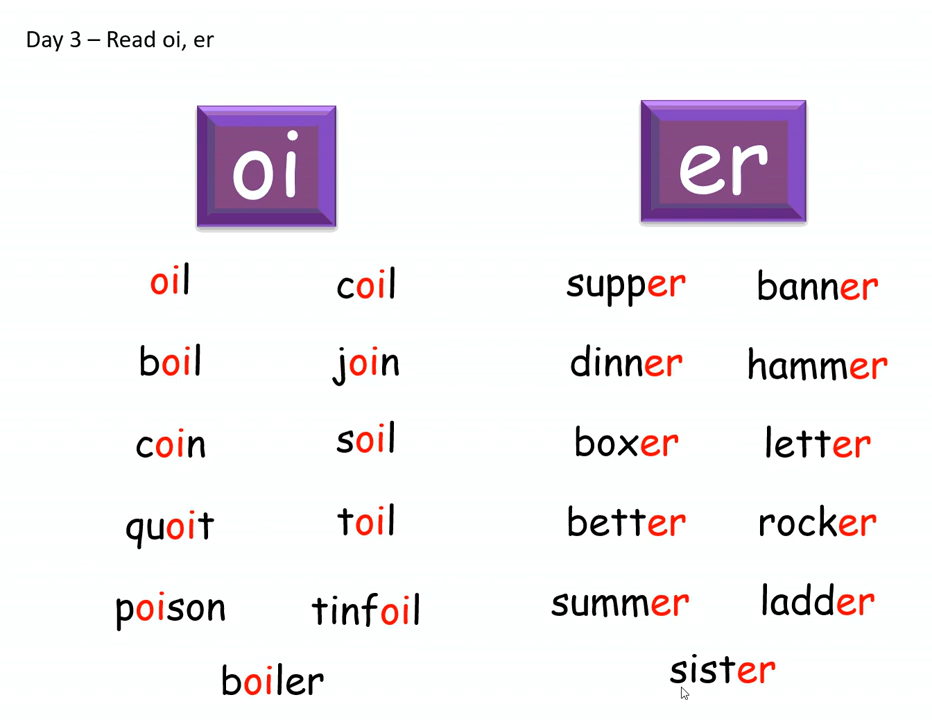 Day 3 – Read oi, er
oi er
oil coil supper banner
boil join dinner hammer
coin soil boxer letter
quoit toil better rocker
poison tinfoil summer ladder
boiler sister